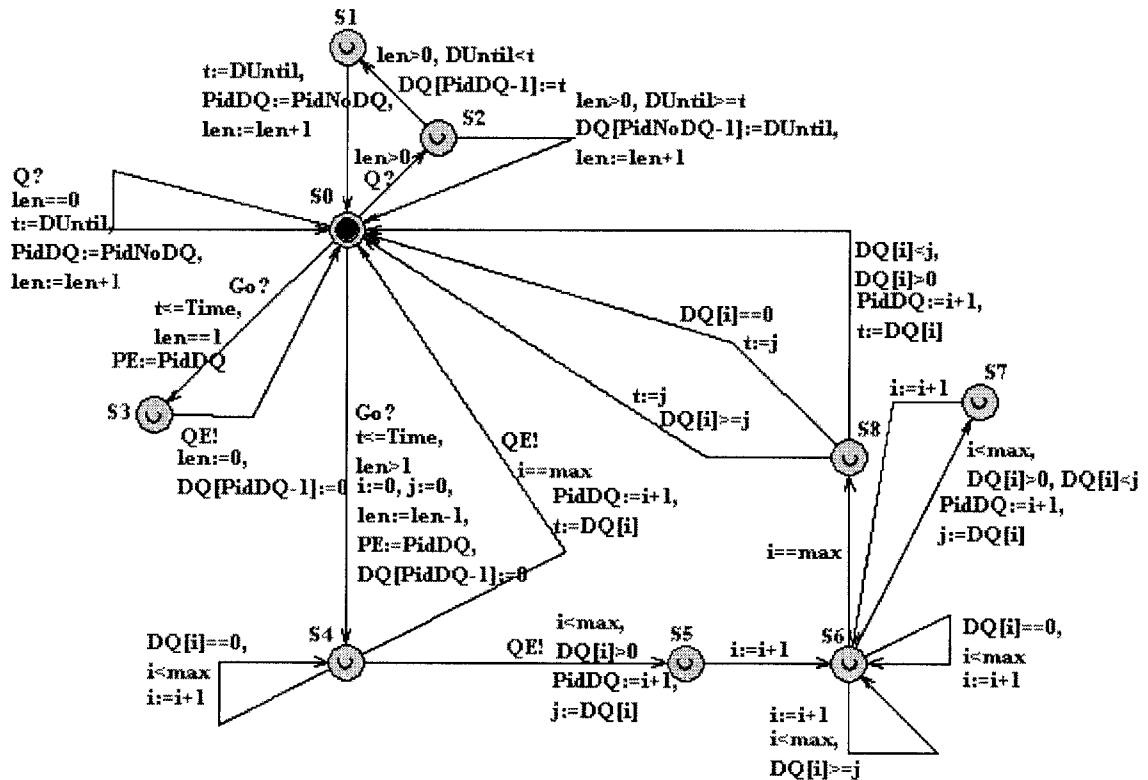 S1
len>0, DUntil<t
DQ[PidDQ-1]:=t
t:=DUntil,
PidDQ:=PidNoDQ,
len:=len+1
S2
len>0, DUntil>=t
DQ[PidNoDQ-1]:=DUntil,
len:=len+1
len>0
Q?
S0
Q?
len==0
t:=DUntil,
PidDQ:=PidNoDQ,
len:=len+1
Go?
t<=Time,
len==1
PE:=PidDQ
S3
QE!
len:=0,
DQ[PidDQ-1]:=0
Go?
t<=Time,
len>1
i:=0, j:=0,
len:=len-1,
PE:=PidDQ,
DQ[PidDQ-1]:=0
QE!
i==max
PidDQ:=i+1,
t:=DQ[i]
DQ[i]==0
t:=j
t:=j
DQ[i]>=j
DQ[i]<j,
DQ[i]>0
PidDQ:=i+1,
t:=DQ[i]
S8
S7
i:=i+1
i<max,
DQ[i]>0, DQ[i]<j
PidDQ:=i+1,
j:=DQ[i]
i==max
S4
DQ[i]==0,
i<max
i:=i+1
QE!
i<max,
DQ[i]>0
PidDQ:=i+1,
j:=DQ[i]
S5
i:=i+1
S6
DQ[i]==0,
i<max
i:=i+1
i:=i+1
i<max,
DQ[i]>=j